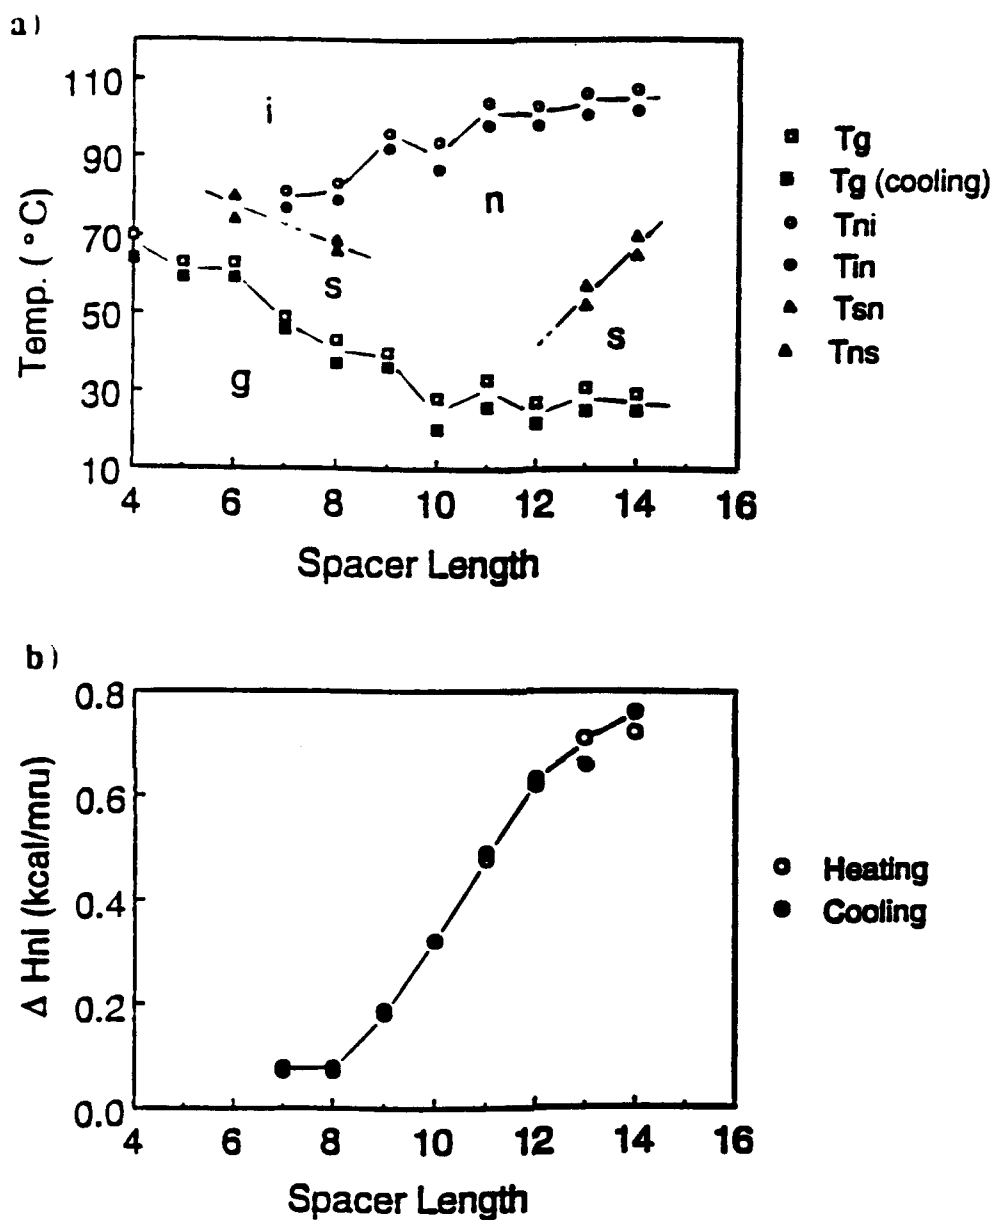 a)
110
90
70
50
30
10
Temp. (°C)
i
n
s
s
g
4 6 8 10 12 14 16
Spacer Length
Tg
Tg (cooling)
Tni
Tin
Tsn
Tns
b)
0.8
0.6
0.4
0.2
0.0
Δ Hni (kcal/mru)
4 6 8 10 12 14 16
Spacer Length
Heating
Cooling